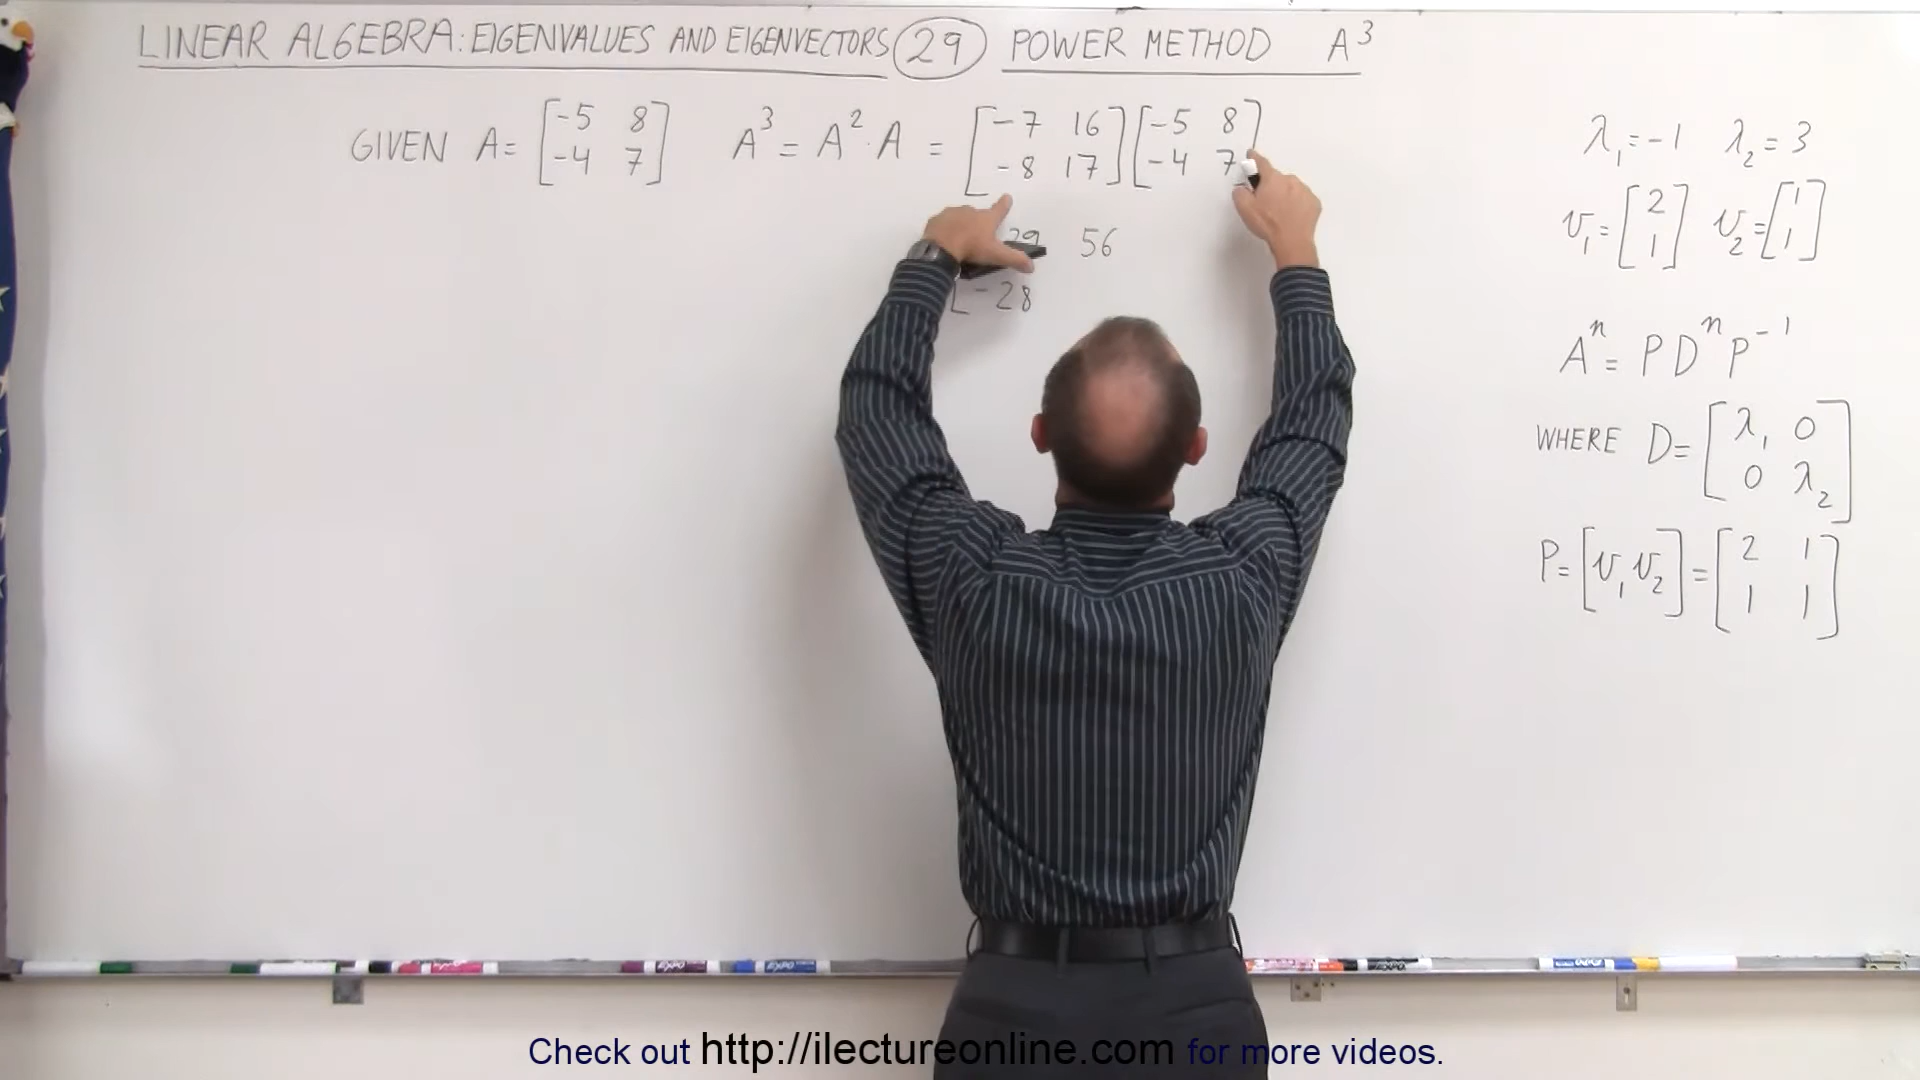 LINEAR ALGEBRA: EIGENVALUES AND EIGENVECTORS 29 POWER METHOD A³
GIVEN A = [-5 8 A³ = A² · A = [-7 16] [-5 8]
-4 7] [-8 17] [-4 7]
56
[-28
λ₁ = -1 λ₂ = 3
v₁ = [2 v₂ = [1
1] 1]
Aⁿ = P Dⁿ P⁻¹
WHERE D = [λ₁ 0
0 λ₂]
P = [v₁ v₂] = [2 1
1 1]
Check out http://ilectureonline.com for more videos.